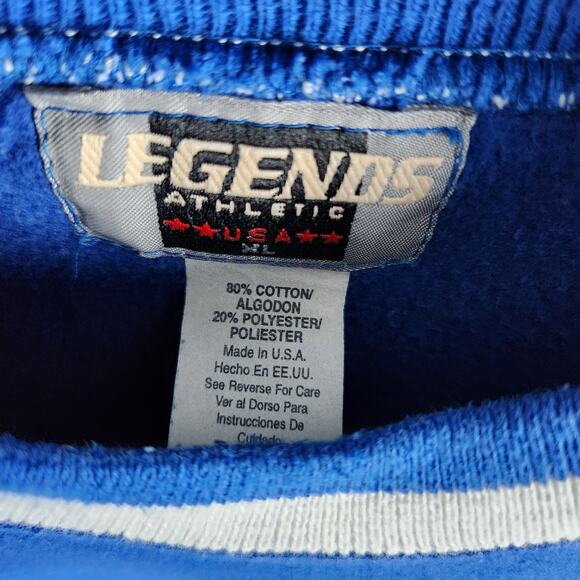 LEGENDS
ATHLETIC
★★USA★★
XL
80% COTTON/
ALGODON
20% POLYESTER/
POLIESTER
Made In U.S.A.
Hecho En EE.UU.
See Reverse For Care
Ver al Dorso Para
Instrucciones De
Cuidado